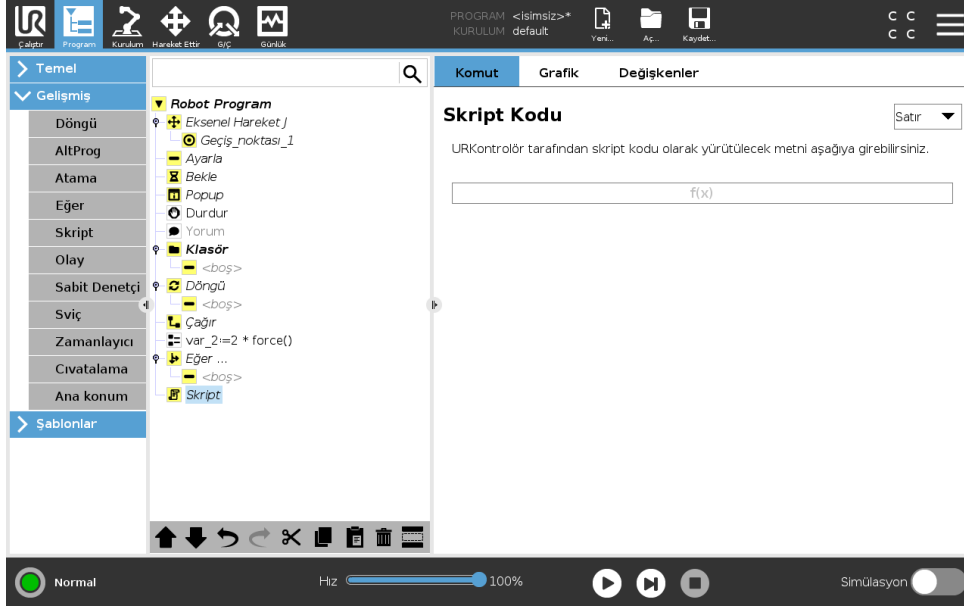 UR
PROGRAM <isimsiz>*
KURULUM default
C C
C C
Çalıştır Program Kurulum Hareket Ettir G/Ç Günlük Yeni... Aç... Kaydet...
Temel
Gelişmiş
Döngü
AltProg
Atama
Eğer
Skript
Olay
Sabit Denetçi
Sviç
Zamanlayıcı
Cıvatalama
Ana konum
Şablonlar
Robot Program
Eksenel Hareket J
Geçiş_noktası_1
Ayarla
Bekle
Popup
Durdur
Yorum
Klasör
<boş>
Döngü
<boş>
Çağır
var_2≔2 * force()
Eğer ...
<boş>
Skript
Komut Grafik Değişkenler
Skript Kodu
Satır
URKontrolör tarafından skript kodu olarak yürütülecek metni aşağıya girebilirsiniz.
f(x)
Normal
Hız 100%
Simülasyon